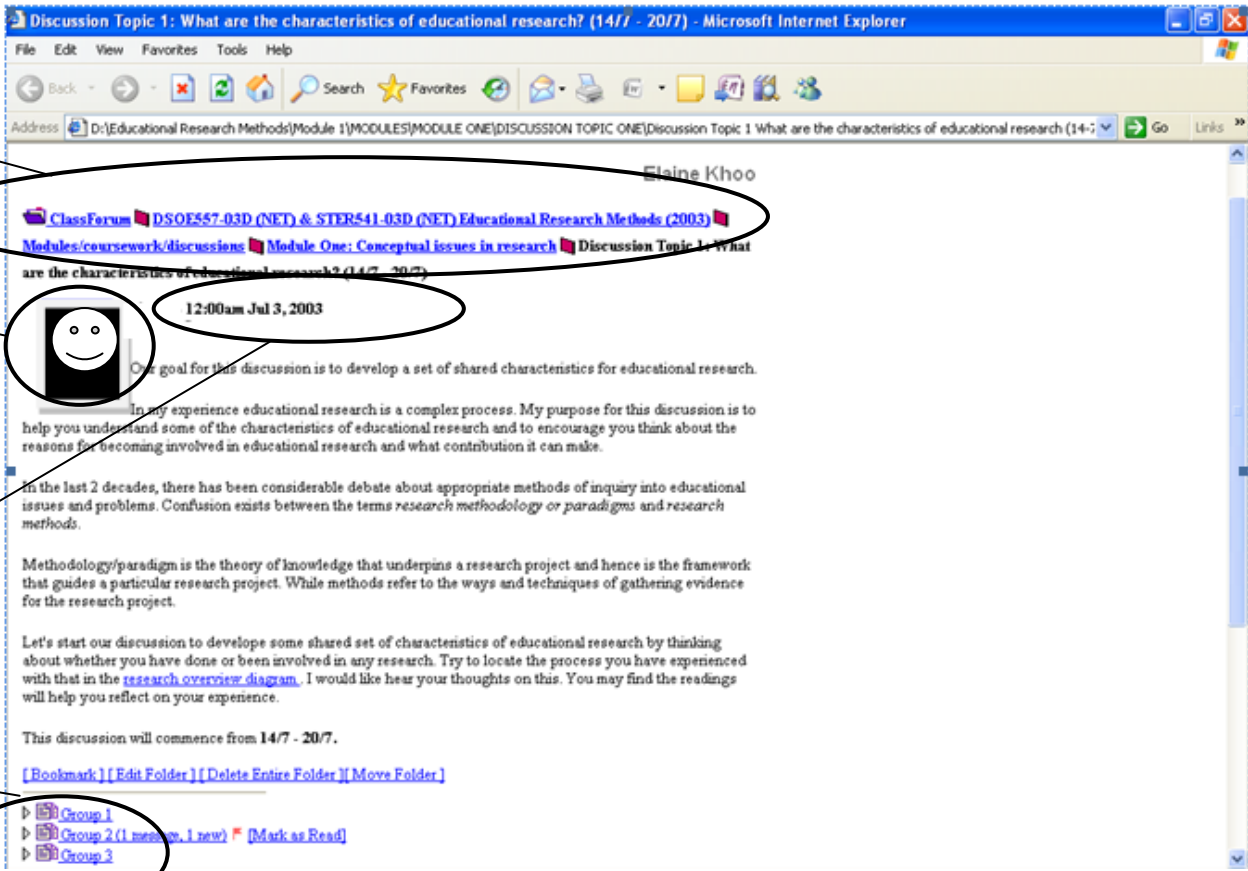 Discussion Topic 1: What are the characteristics of educational research? (14/7 - 20/7) - Microsoft Internet Explorer
File Edit View Favorites Tools Help
Back Search Favorites
Address D:\Educational Research Methods\Module 1\MODULES\MODULE ONE\DISCUSSION TOPIC ONE\Discussion Topic 1 What are the characteristics of educational research (14-7 Go Links »
Elaine Khoo
ClassForum DSOE557-03D (NET) & STER541-03D (NET) Educational Research Methods (2003)
Modules/coursework/discussions Module One: Conceptual issues in research Discussion Topic 1: What
are the characteristics of educational research? (14/7 - 20/7)
12:00am Jul 3, 2003
Our goal for this discussion is to develop a set of shared characteristics for educational research.
In my experience educational research is a complex process. My purpose for this discussion is to
help you understand some of the characteristics of educational research and to encourage you think about the
reasons for becoming involved in educational research and what contribution it can make.
In the last 2 decades, there has been considerable debate about appropriate methods of inquiry into educational
issues and problems. Confusion exists between the terms research methodology or paradigms and research
methods.
Methodology/paradigm is the theory of knowledge that underpins a research project and hence is the framework
that guides a particular research project. While methods refer to the ways and techniques of gathering evidence
for the research project.
Let's start our discussion to develope some shared set of characteristics of educational research by thinking
about whether you have done or been involved in any research. Try to locate the process you have experienced
with that in the research overview diagram . I would like hear your thoughts on this. You may find the readings
will help you reflect on your experience.
This discussion will commence from 14/7 - 20/7.
[ Bookmark ] [ Edit Folder ] [ Delete Entire Folder ][ Move Folder ]
Group 1
Group 2 (1 message, 1 new) [Mark as Read]
Group 3